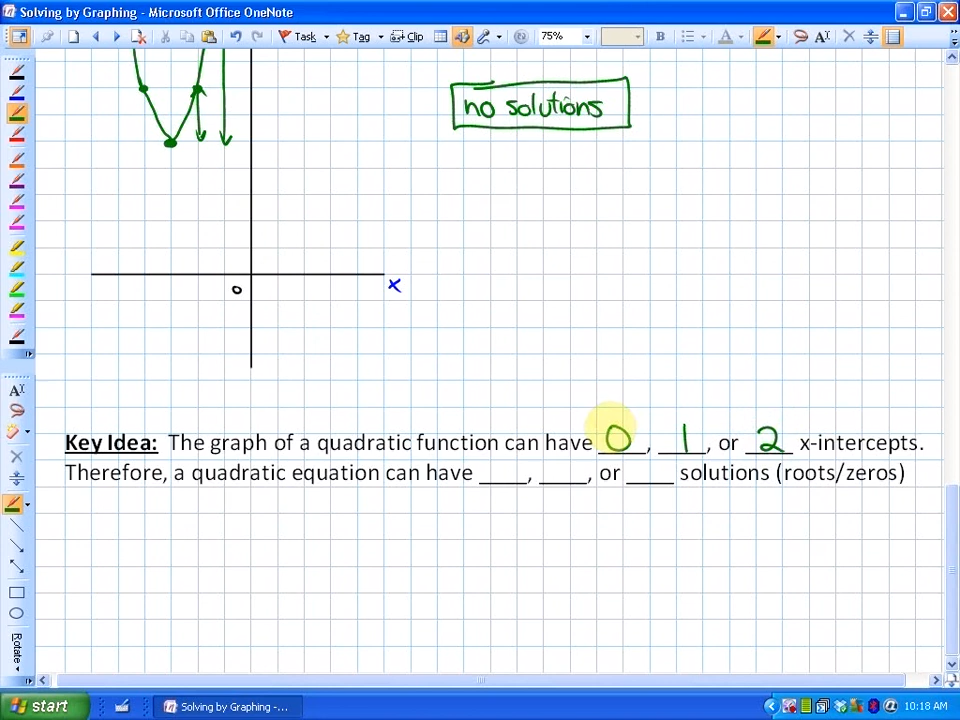 Solving by Graphing - Microsoft Office OneNote
Task Tag Clip 75% B A
no solutions
x
0
Key Idea: The graph of a quadratic function can have 0, 1, or 2 x-intercepts.
Therefore, a quadratic equation can have ____, ____, or ____ solutions (roots/zeros)
Rotate
start Solving by Graphing -... 10:18 AM